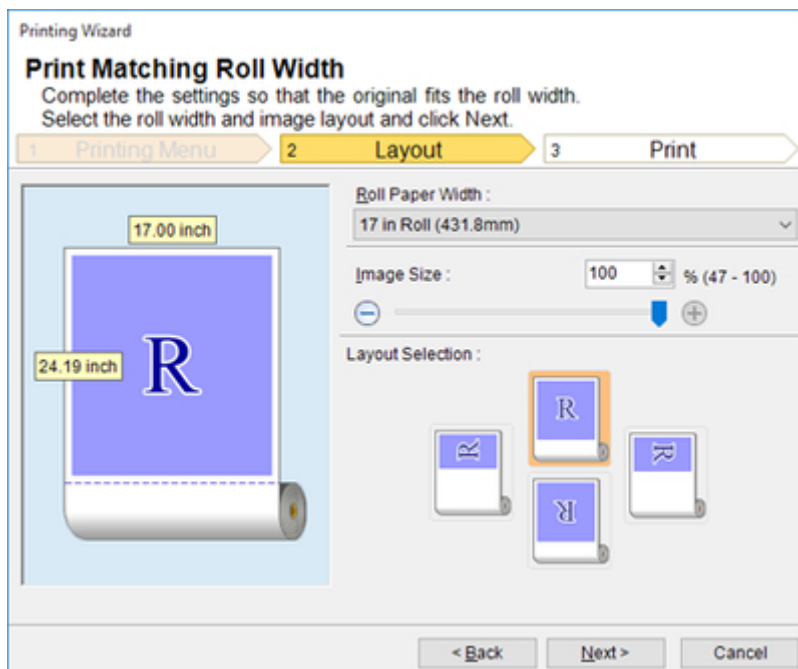 Printing Wizard
Print Matching Roll Width
Complete the settings so that the original fits the roll width.
Select the roll width and image layout and click Next.
1 Printing Menu 2 Layout 3 Print
17.00 inch
24.19 inch
R
Roll Paper Width :
17 in Roll (431.8mm)
Image Size : 100 % (47 - 100)
Layout Selection :
R
R
R
R
< Back Next > Cancel